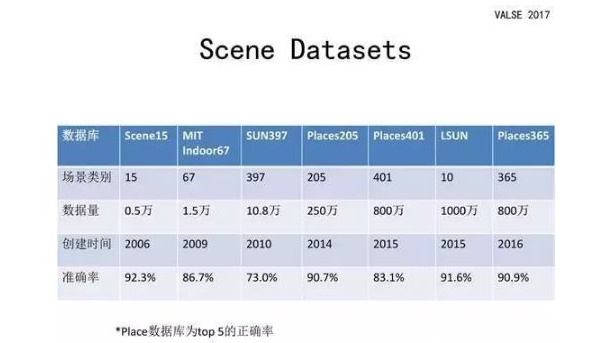 VALSE 2017
Scene Datasets
数据库 Scene15 MIT Indoor67 SUN397 Places205 Places401 LSUN Places365
场景类别 15 67 397 205 401 10 365
数据量 0.5万 1.5万 10.8万 250万 800万 1000万 800万
创建时间 2006 2009 2010 2014 2015 2015 2016
准确率 92.3% 86.7% 73.0% 90.7% 83.1% 91.6% 90.9%
*Place数据库为top 5的正确率